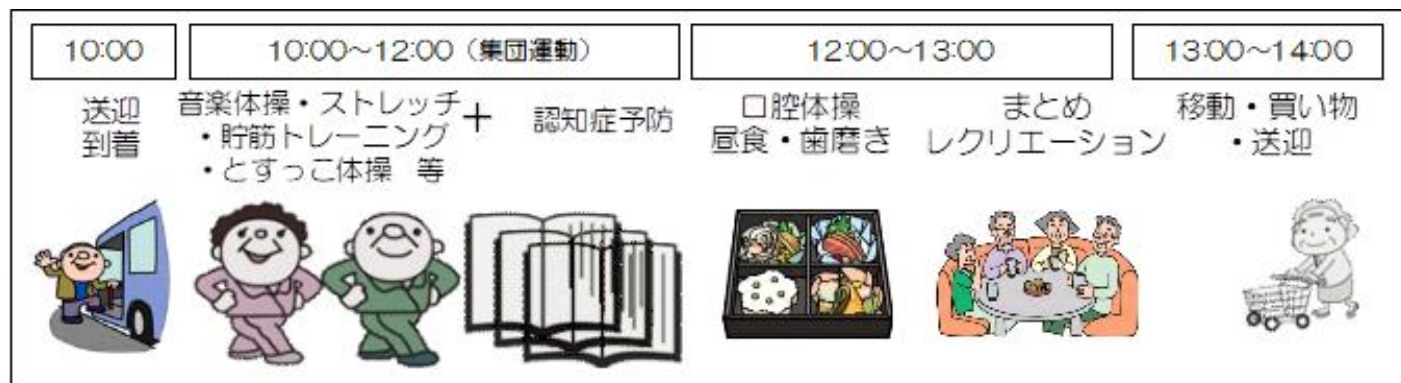 10:00
10:00～12:00（集団運動）
12:00～13:00
13:00～14:00
送迎
到着
音楽体操・ストレッチ
・貯筋トレーニング
・とすっこ体操　等
＋
認知症予防
口腔体操
昼食・歯磨き
まとめ
レクリエーション
移動・買い物
・送迎